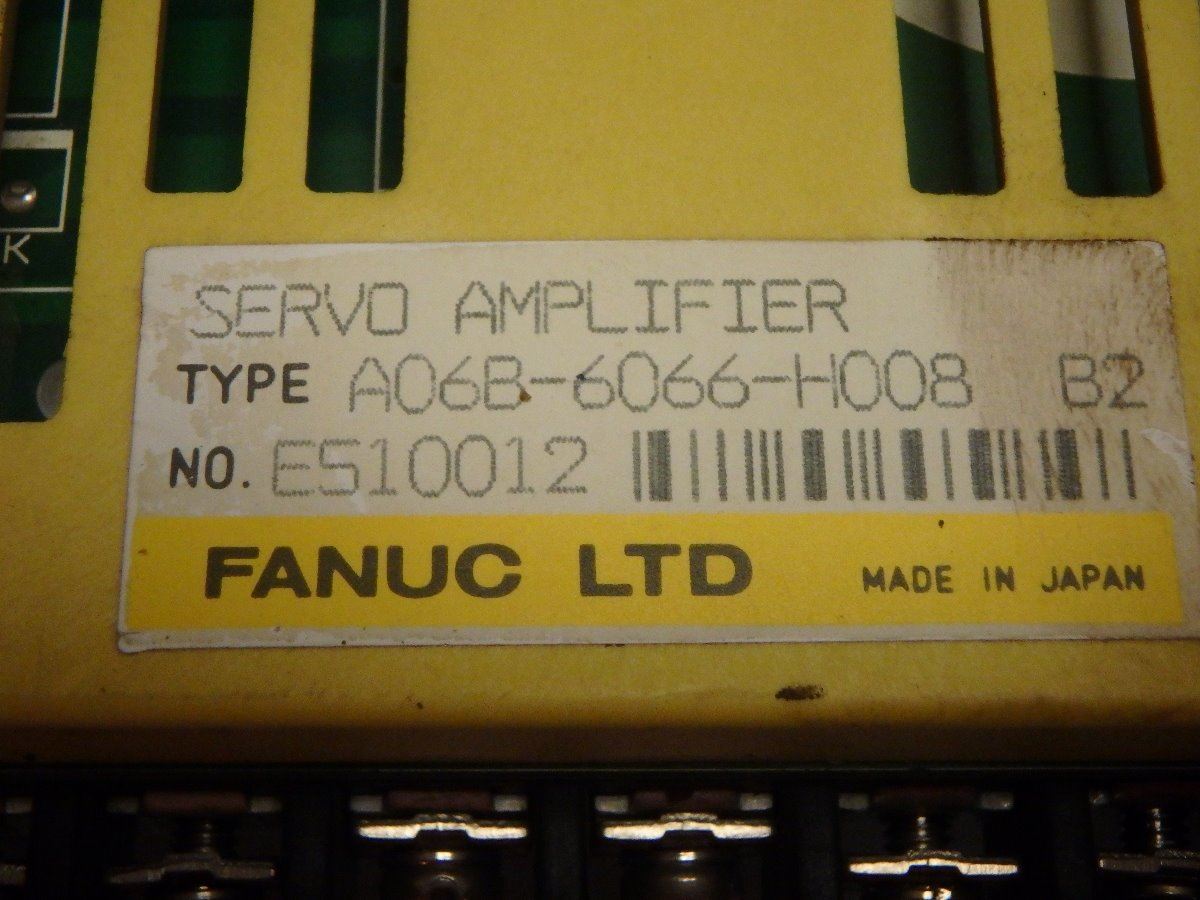 K
SERVO AMPLIFIER
TYPE A06B-6066-H008 B2
NO. E510012
FANUC LTD MADE IN JAPAN